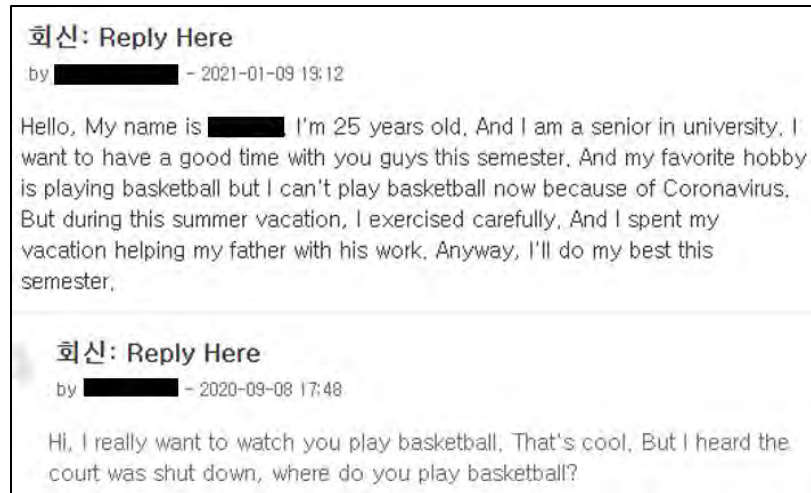 회신: Reply Here
by - 2021-01-09 19:12
Hello, My name is I'm 25 years old, And I am a senior in university, I
want to have a good time with you guys this semester, And my favorite hobby
is playing basketball but I can't play basketball now because of Coronavirus,
But during this summer vacation, I exercised carefully, And I spent my
vacation helping my father with his work, Anyway, I'll do my best this
semester,
회신: Reply Here
by - 2020-09-08 17:48
Hi, I really want to watch you play basketball, That's cool, But I heard the
court was shut down, where do you play basketball?